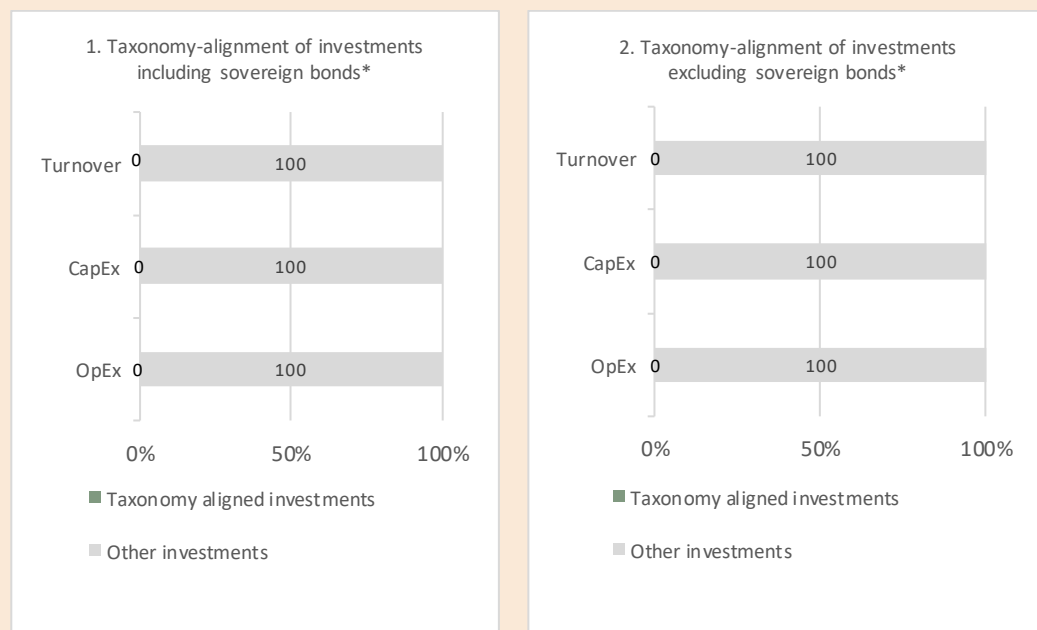 1. Taxonomy-alignment of investments
including sovereign bonds*
Turnover 0 100
CapEx 0 100
OpEx 0 100
0% 50% 100%
Taxonomy aligned investments
Other investments
2. Taxonomy-alignment of investments
excluding sovereign bonds*
Turnover 0 100
CapEx 0 100
OpEx 0 100
0% 50% 100%
Taxonomy aligned investments
Other investments